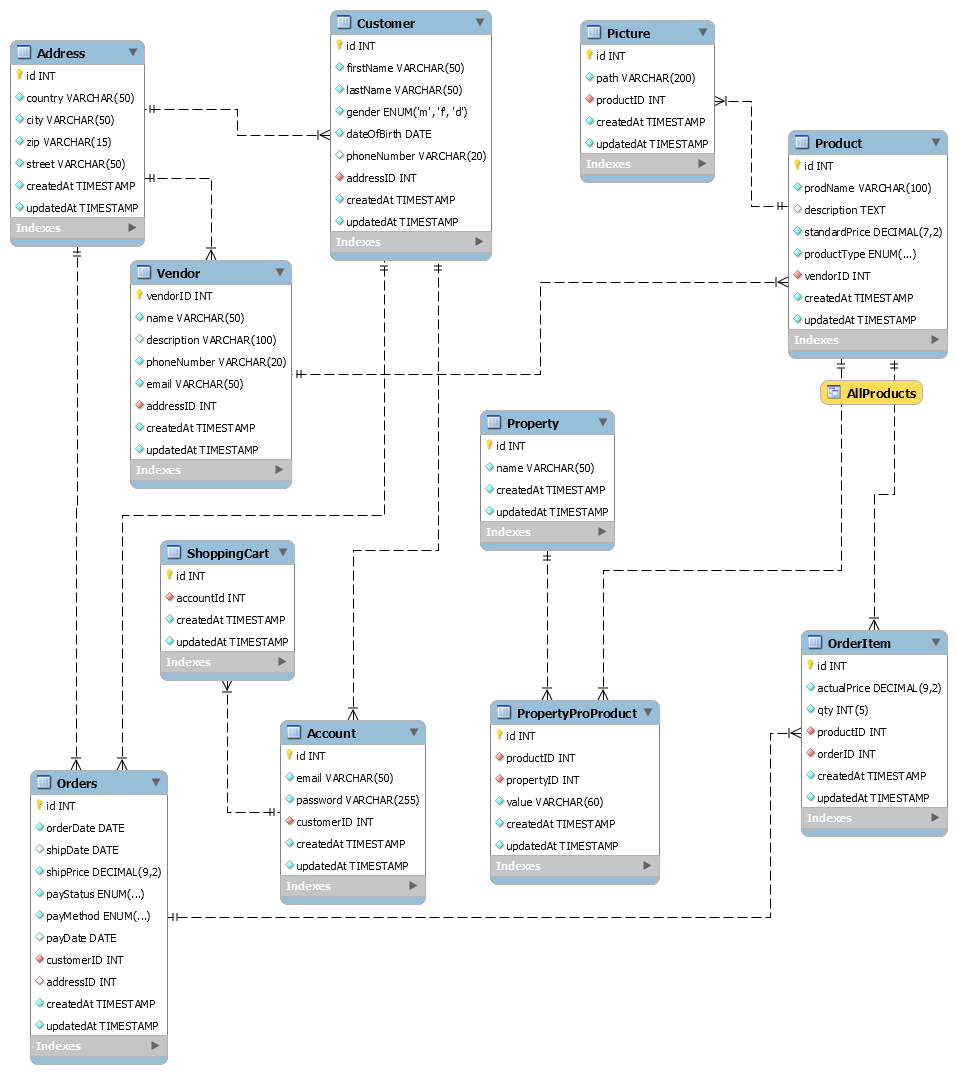 Address
id INT
country VARCHAR(50)
city VARCHAR(50)
zip VARCHAR(15)
street VARCHAR(50)
createdAt TIMESTAMP
updatedAt TIMESTAMP
Indexes
Customer
id INT
firstName VARCHAR(50)
lastName VARCHAR(50)
gender ENUM('m', 'f', 'd')
dateOfBirth DATE
phoneNumber VARCHAR(20)
addressID INT
createdAt TIMESTAMP
updatedAt TIMESTAMP
Indexes
Picture
id INT
path VARCHAR(200)
productID INT
createdAt TIMESTAMP
updatedAt TIMESTAMP
Indexes
Product
id INT
prodName VARCHAR(100)
description TEXT
standardPrice DECIMAL(7,2)
productType ENUM(...)
vendorID INT
createdAt TIMESTAMP
updatedAt TIMESTAMP
Indexes
Vendor
vendorID INT
name VARCHAR(50)
description VARCHAR(100)
phoneNumber VARCHAR(20)
email VARCHAR(50)
addressID INT
createdAt TIMESTAMP
updatedAt TIMESTAMP
Indexes
AllProducts
Property
id INT
name VARCHAR(50)
createdAt TIMESTAMP
updatedAt TIMESTAMP
Indexes
ShoppingCart
id INT
accountId INT
createdAt TIMESTAMP
updatedAt TIMESTAMP
Indexes
OrderItem
id INT
actualPrice DECIMAL(9,2)
qty INT(5)
productID INT
orderID INT
createdAt TIMESTAMP
updatedAt TIMESTAMP
Indexes
PropertyProProduct
id INT
productID INT
propertyID INT
value VARCHAR(60)
createdAt TIMESTAMP
updatedAt TIMESTAMP
Indexes
Account
id INT
email VARCHAR(50)
password VARCHAR(255)
customerID INT
createdAt TIMESTAMP
updatedAt TIMESTAMP
Indexes
Orders
id INT
orderDate DATE
shipDate DATE
shipPrice DECIMAL(9,2)
payStatus ENUM(...)
payMethod ENUM(...)
payDate DATE
customerID INT
addressID INT
createdAt TIMESTAMP
updatedAt TIMESTAMP
Indexes